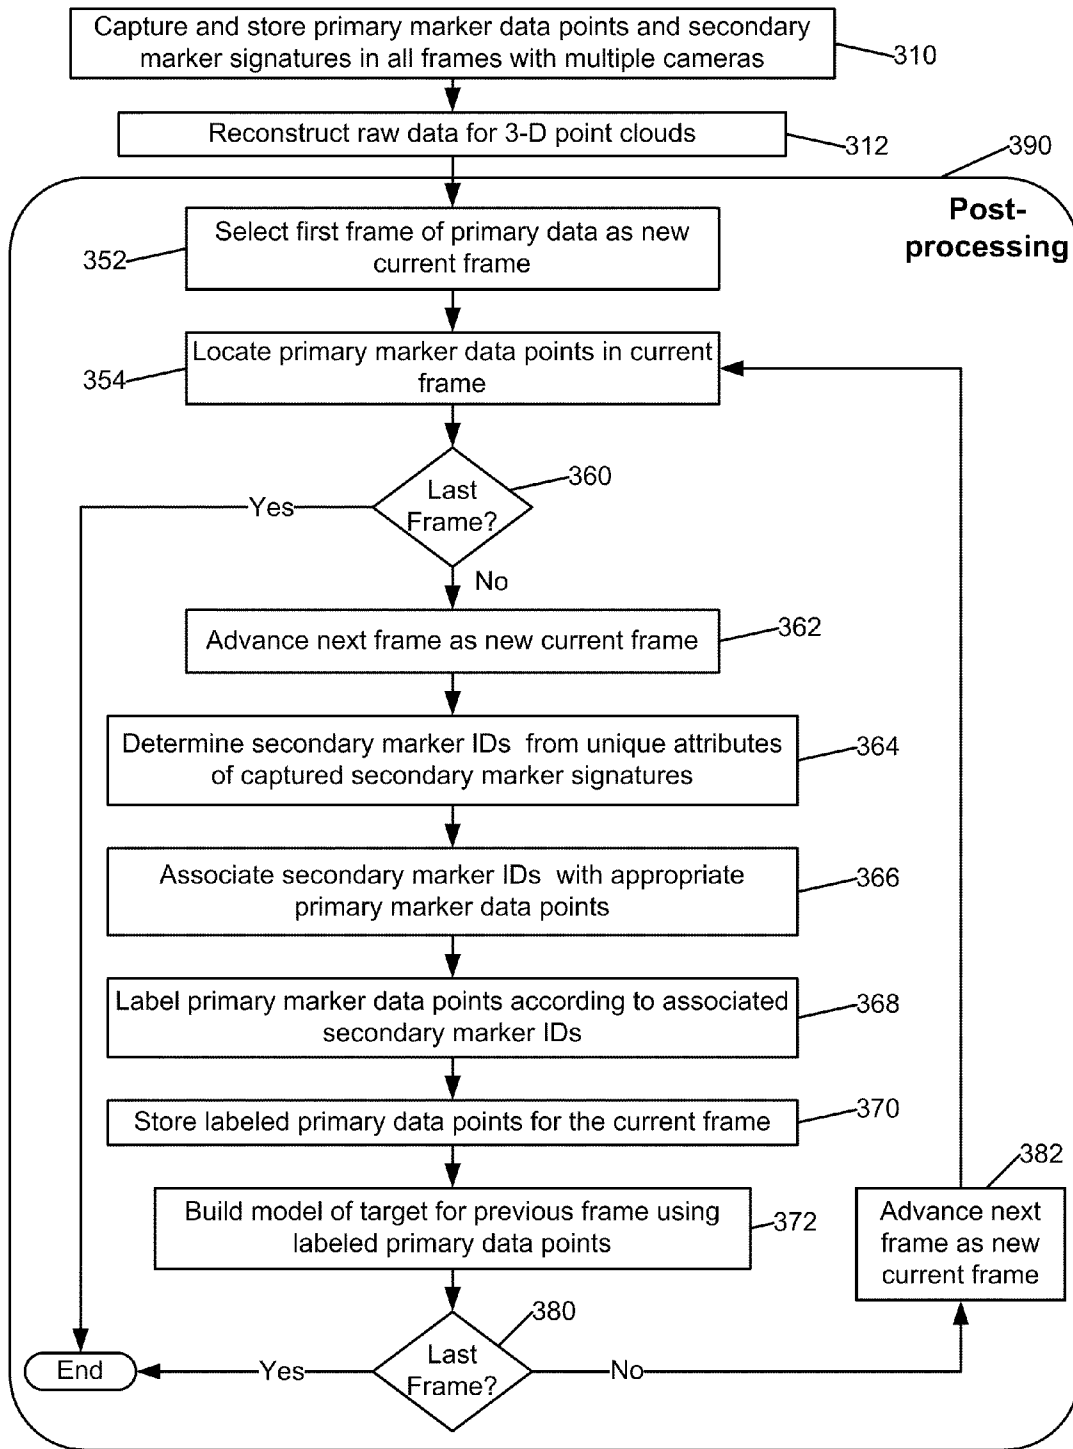 Capture and store primary marker data points and secondary
marker signatures in all frames with multiple cameras
310
Reconstruct raw data for 3-D point clouds
312
390
Post-
processing
Select first frame of primary data as new
current frame
352
Locate primary marker data points in current
frame
354
Last
Frame?
360
Yes
No
Advance next frame as new current frame
362
Determine secondary marker IDs from unique attributes
of captured secondary marker signatures
364
Associate secondary marker IDs with appropriate
primary marker data points
366
Label primary marker data points according to associated
secondary marker IDs
368
Store labeled primary data points for the current frame
370
Build model of target for previous frame using
labeled primary data points
372
382
Advance next
frame as new
current frame
380
Last
Frame?
Yes
No
End